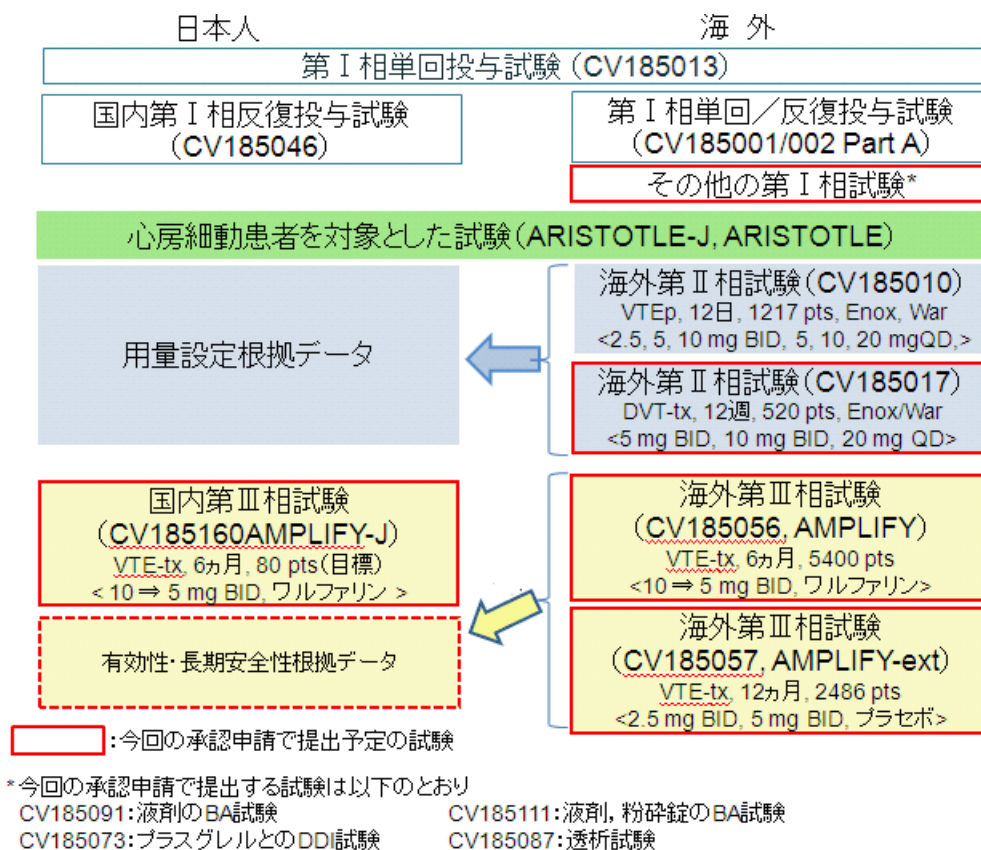 日本人
海 外
第Ⅰ相単回投与試験(CV185013)
国内第Ⅰ相反復投与試験
(CV185046)
第Ⅰ相単回／反復投与試験
(CV185001/002 Part A)
その他の第Ⅰ相試験*
心房細動患者を対象とした試験(ARISTOTLE-J, ARISTOTLE)
用量設定根拠データ
海外第Ⅱ相試験(CV185010)
VTEp, 12日, 1217 pts, Enox, War
<2.5, 5, 10 mg BID, 5, 10, 20 mgQD,>
海外第Ⅱ相試験(CV185017)
DVT-tx, 12週, 520 pts, Enox/War
<5 mg BID, 10 mg BID, 20 mg QD>
国内第Ⅲ相試験
(CV185160AMPLIFY-J)
VTE-tx, 6ヵ月, 80 pts(目標)
< 10⇒ 5 mg BID, ワルファリン >
有効性・長期安全性根拠データ
海外第Ⅲ相試験
(CV185056, AMPLIFY)
VTE-tx, 6ヵ月, 5400 pts
<10⇒ 5 mg BID, ワルファリン>
海外第Ⅲ相試験
(CV185057, AMPLIFY-ext)
VTE-tx, 12ヵ月, 2486 pts
<2.5 mg BID, 5 mg BID, プラセボ>
:今回の承認申請で提出予定の試験
*今回の承認申請で提出する試験は以下のとおり
CV185091:液剤のBA試験
CV185111:液剤, 粉砕錠のBA試験
CV185073:プラスグレルとのDDI試験
CV185087:透析試験